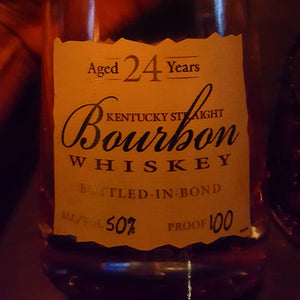 Aged 24 Years
KENTUCKY STRAIGHT
Bourbon
WHISKEY
BOTTLED-IN-BOND
ALC/VOL 50% PROOF 100